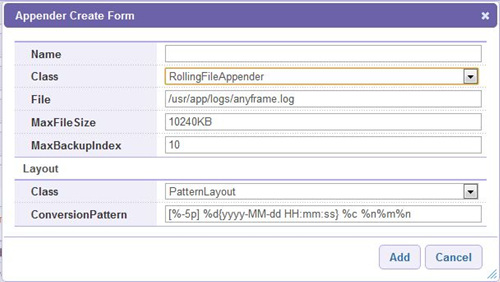 Appender Create Form
Name
Class RollingFileAppender
File /usr/app/logs/anyframe.log
MaxFileSize 10240KB
MaxBackupIndex 10
Layout
Class PatternLayout
ConversionPattern [%-5p] %d{yyyy-MM-dd HH:mm:ss} %c %n%m%n
Add Cancel